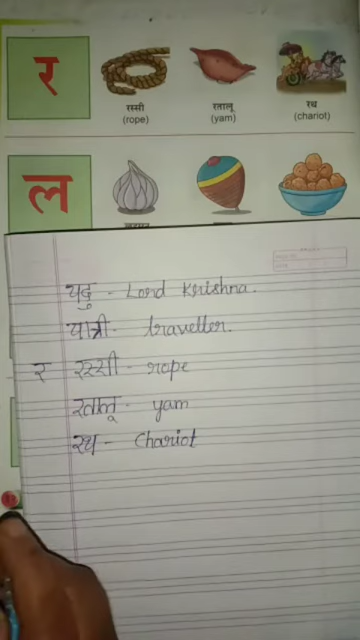 र
रस्सी रतालू रथ
(rope) (yam) (chariot)
ल
यदु - Lord Krishna.
यात्री- traveller.
र रस्सी - rope
रतालू - yam
रथ - Chariot